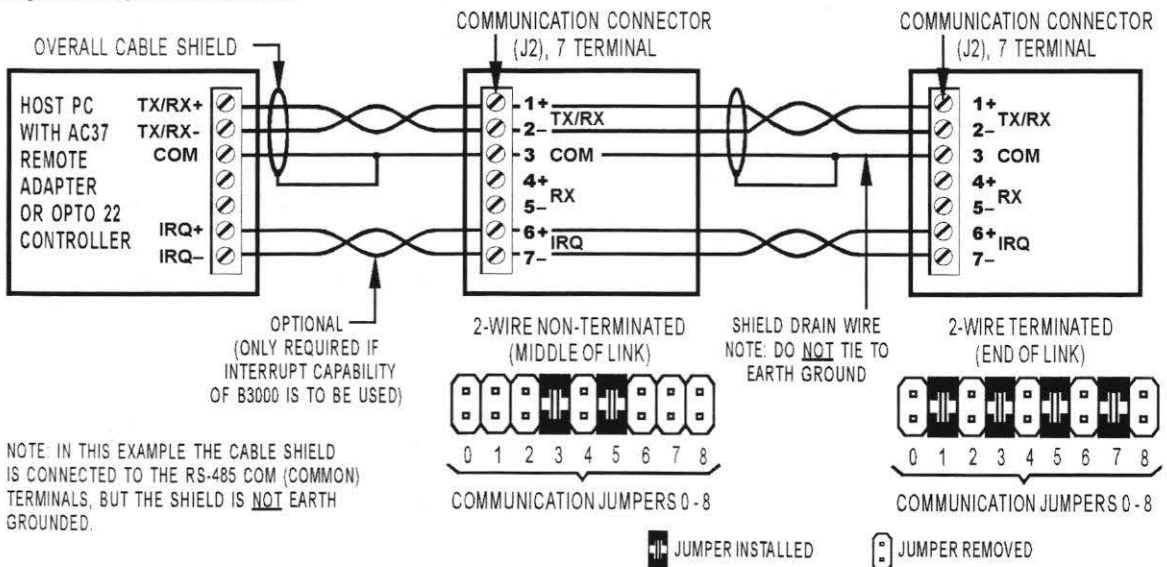 COMMUNICATION CONNECTOR
(J2), 7 TERMINAL
COMMUNICATION CONNECTOR
(J2), 7 TERMINAL
OVERALL CABLE SHIELD
HOST PC
WITH AC37
REMOTE
ADAPTER
OR OPTO 22
CONTROLLER
TX/RX+
TX/RX-
COM
IRQ+
IRQ–
1+
TX/RX
2–
3 COM
4+
RX
5–
6+
IRQ
7–
1+
TX/RX
2–
3 COM
4+
RX
5–
6+
IRQ
7–
OPTIONAL
(ONLY REQUIRED IF
INTERRUPT CAPABILITY
OF B3000 IS TO BE USED)
2-WIRE NON-TERMINATED
(MIDDLE OF LINK)
SHIELD DRAIN WIRE
NOTE: DO NOT TIE TO
EARTH GROUND
2-WIRE TERMINATED
(END OF LINK)
0 1 2 3 4 5 6 7 8
COMMUNICATION JUMPERS 0 - 8
0 1 2 3 4 5 6 7 8
COMMUNICATION JUMPERS 0 - 8
NOTE: IN THIS EXAMPLE THE CABLE SHIELD
IS CONNECTED TO THE RS-485 COM (COMMON)
TERMINALS, BUT THE SHIELD IS NOT EARTH
GROUNDED.
JUMPER INSTALLED
JUMPER REMOVED